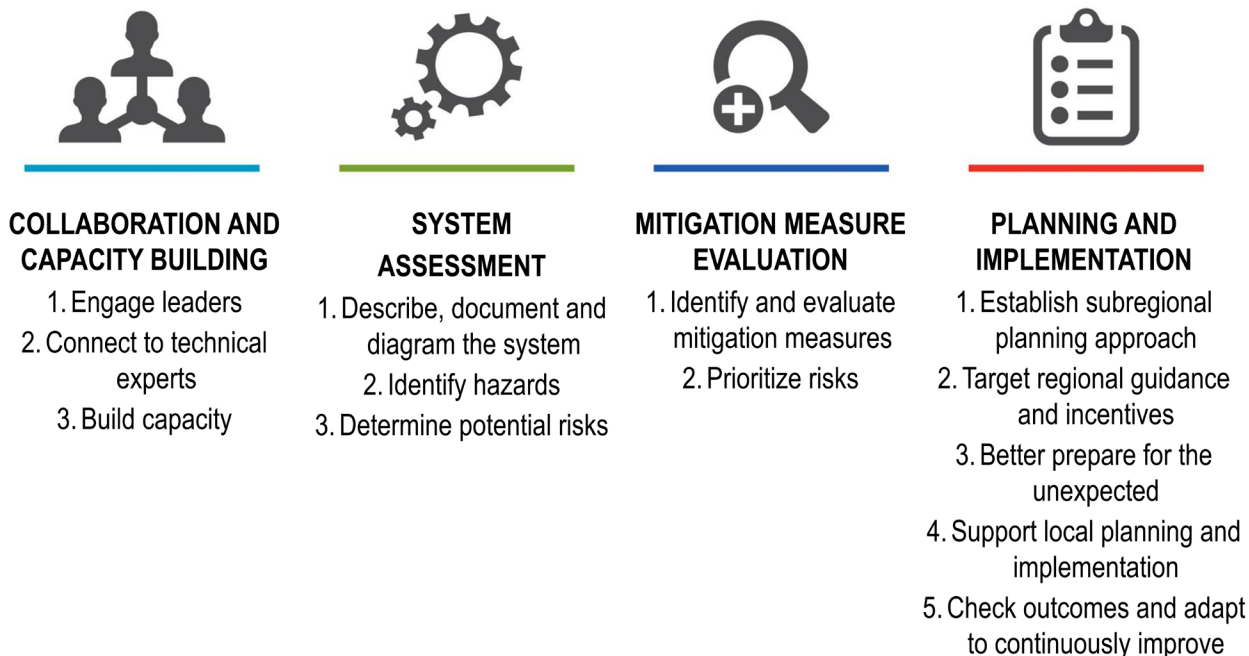 COLLABORATION AND
CAPACITY BUILDING
1. Engage leaders
2. Connect to technical
experts
3. Build capacity
SYSTEM
ASSESSMENT
1. Describe, document and
diagram the system
2. Identify hazards
3. Determine potential risks
MITIGATION MEASURE
EVALUATION
1. Identify and evaluate
mitigation measures
2. Prioritize risks
PLANNING AND
IMPLEMENTATION
1. Establish subregional
planning approach
2. Target regional guidance
and incentives
3. Better prepare for the
unexpected
4. Support local planning and
implementation
5. Check outcomes and adapt
to continuously improve